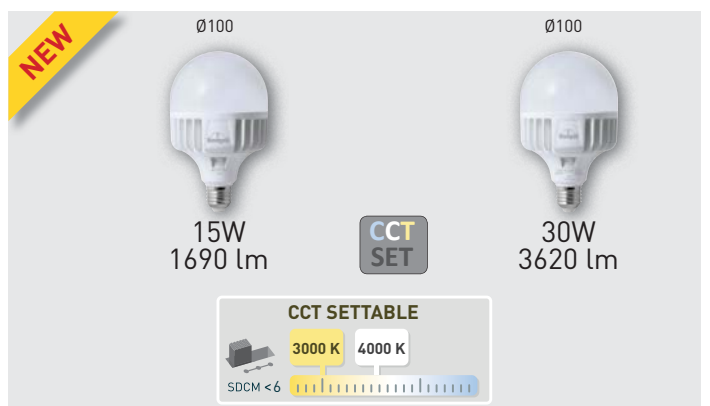 NEW
Ø100
Ø100
15W
1690 lm
CCT
SET
30W
3620 lm
CCT SETTABLE
3000 K
4000 K
SDCM <6